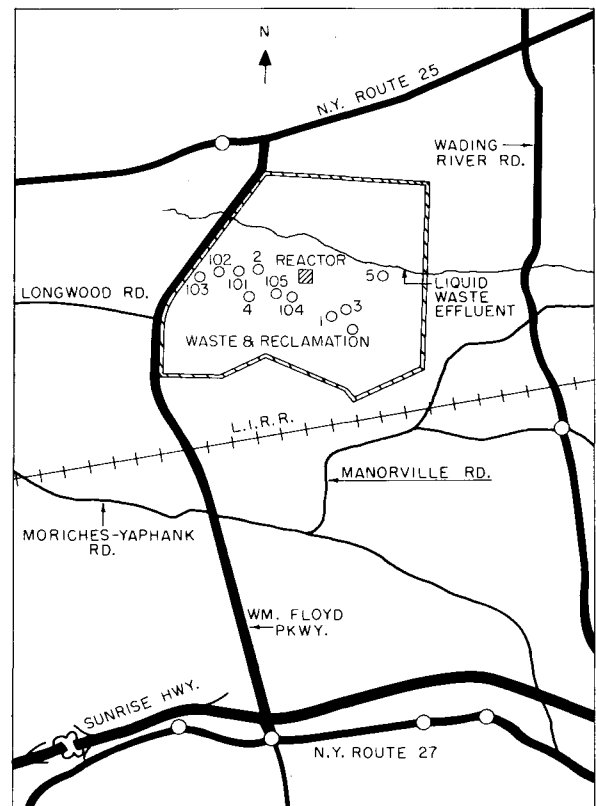 N
N.Y. ROUTE 25
WADING
RIVER RD.
102
2
REACTOR
103
101
105
5
LONGWOOD RD.
4
104
1
3
LIQUID
WASTE
EFFLUENT
WASTE & RECLAMATION
L.I.R.R.
MANORVILLE RD.
MORICHES-YAPHANK
RD.
WM. FLOYD
PKWY.
SUNRISE HWY.
N.Y. ROUTE 27